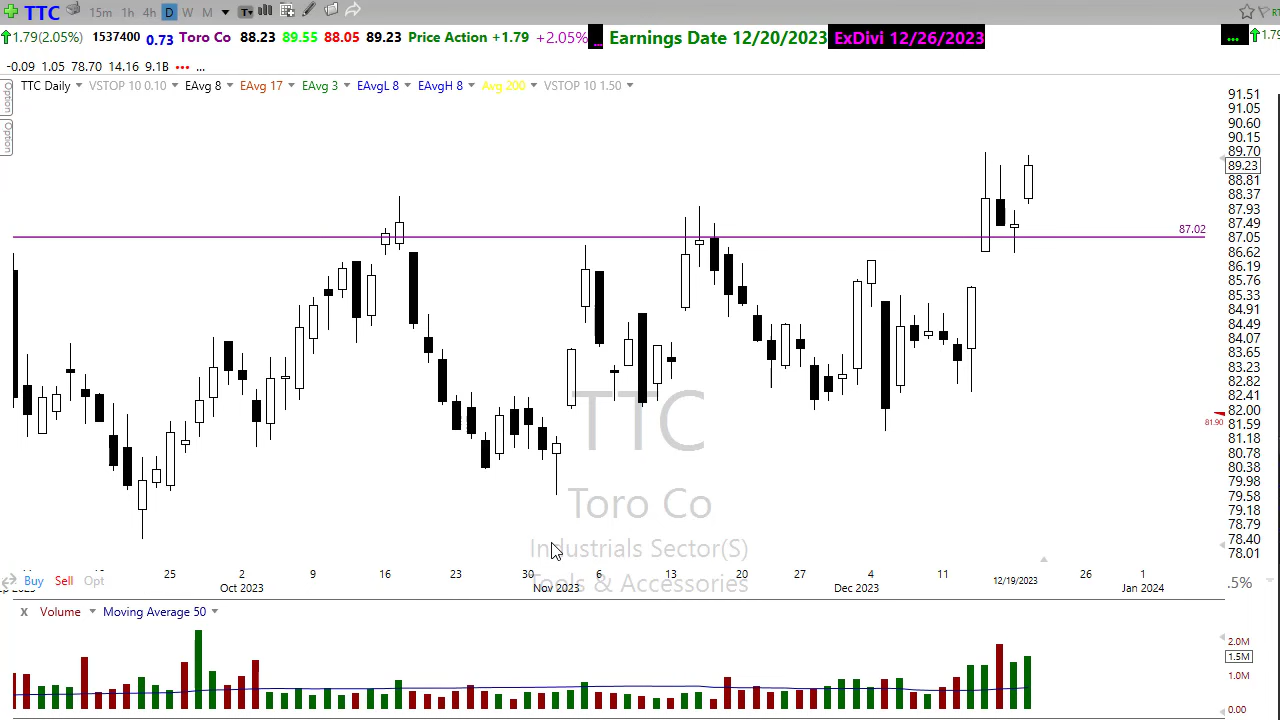 TTC 15m 1h 4h D W M T
1.79(2.05%) 1537400 0.73 Toro Co 88.23 89.55 88.05 89.23 Price Action +1.79 +2.05% ... Earnings Date 12/20/2023 ExDivi 12/26/2023 ... 1.79
-0.09 1.05 78.70 14.16 9.1B ... ...
TTC Daily VSTOP 10 0.10 EAvg 8 EAvg 17 EAvg 3 EAvgL 8 EAvgH 8 Avg 200 VSTOP 10 1.50
Option
Option
91.51
91.05
90.60
90.15
89.70
89.23
88.81
88.37
87.93
87.49
87.02
87.05
86.62
86.19
85.76
85.33
84.91
84.49
84.07
83.65
83.23
82.82
82.41
82.00
81.90
81.59
81.18
80.78
80.38
79.98
79.58
79.18
78.79
78.40
78.01
TTC
Toro Co
Industrials Sector(S)
Tools & Accessories
25 2 9 16 23 30 6 13 20 27 4 11 12/19/2023 26 1
Buy Sell Opt .5%
Oct 2023 Nov 2023 Dec 2023 Jan 2024
x Volume Moving Average 50
2.0M
1.5M
1.0M
0.00